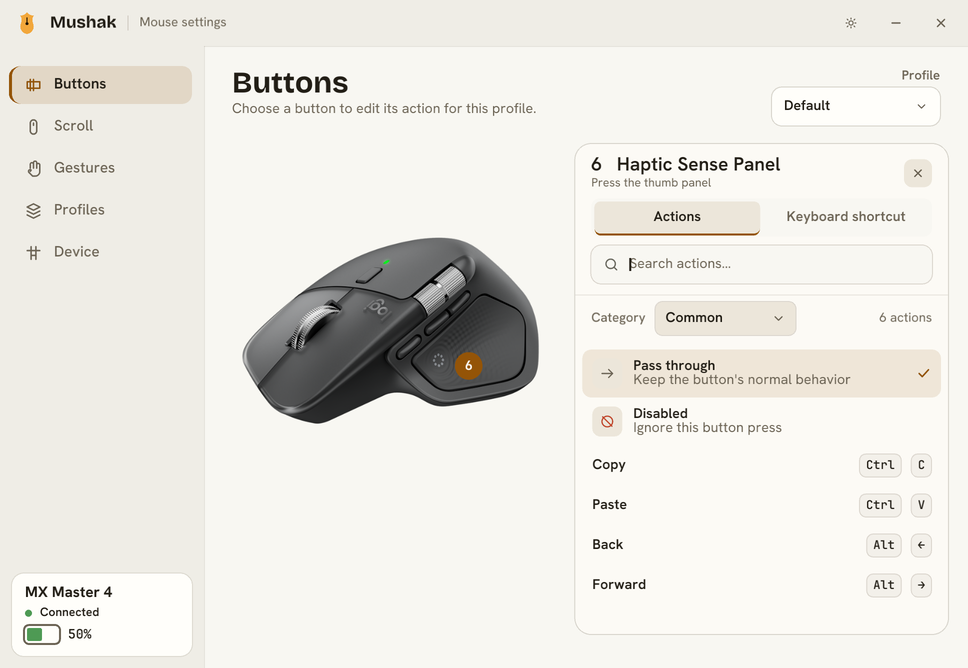 Mushak
Mouse settings
Buttons
Scroll
Gestures
Profiles
Device
MX Master 4
Connected
50%
Buttons
Choose a button to edit its action for this profile.
Profile
Default
logi
6
6 Haptic Sense Panel
Press the thumb panel
Actions
Keyboard shortcut
Search actions...
Category
Common
6 actions
Pass through
Keep the button's normal behavior
Disabled
Ignore this button press
Copy Ctrl C
Paste Ctrl V
Back Alt ←
Forward Alt →